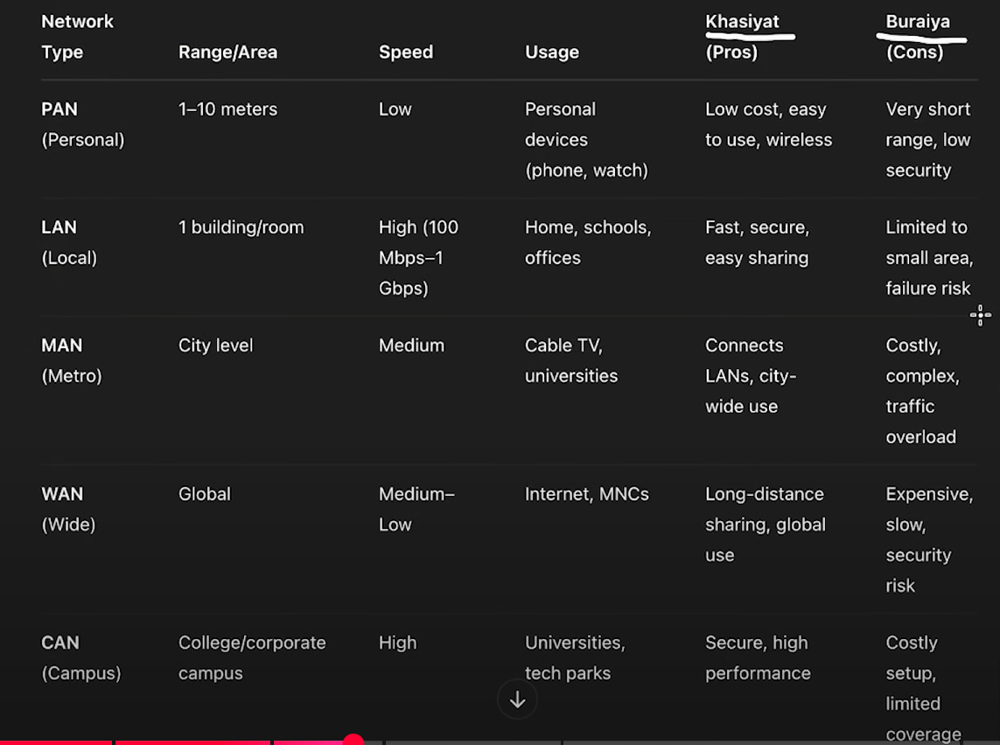 Network Type
Range/Area
Speed
Usage
Khasiyat (Pros)
Buraiya (Cons)
PAN
(Personal)
1–10 meters
Low
Personal
devices
(phone, watch)
Low cost, easy
to use, wireless
Very short
range, low
security
LAN
(Local)
1 building/room
High (100
Mbps–1
Gbps)
Home, schools,
offices
Fast, secure,
easy sharing
Limited to
small area,
failure risk
MAN
(Metro)
City level
Medium
Cable TV,
universities
Connects
LANs, city-
wide use
Costly,
complex,
traffic
overload
WAN
(Wide)
Global
Medium–
Low
Internet, MNCs
Long-distance
sharing, global
use
Expensive,
slow,
security
risk
CAN
(Campus)
College/corporate
campus
High
Universities,
tech parks
Secure, high
performance
Costly
setup,
limited
coverage